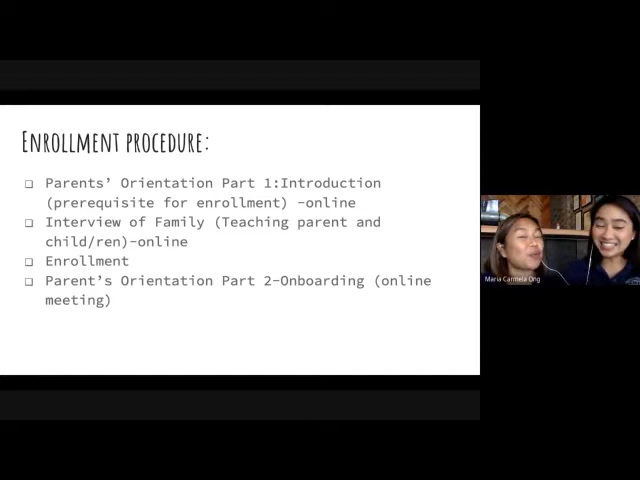 Enrollment procedure:
❏ Parents’ Orientation Part 1:Introduction
(prerequisite for enrollment) -online
❏ Interview of Family (Teaching parent and
child/ren)-online
❏ Enrollment
❏ Parent’s Orientation Part 2-Onboarding (online
meeting)
Maria Carmela Ong